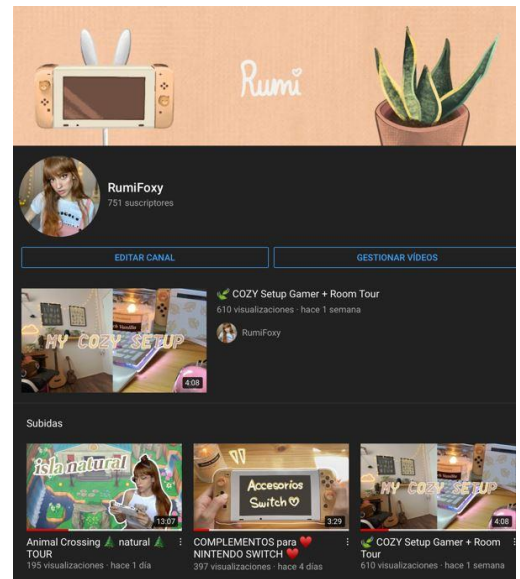 Rumi
RumiFoxy
751 suscriptores
EDITAR CANAL
GESTIONAR VÍDEOS
MY COZY SETUP
4:08
🌿 COZY Setup Gamer + Room Tour
610 visualizaciones · hace 1 semana
RumiFoxy
Subidas
isla natural
13:07
Accesorios
Switch ♡
3:29
MY COZY SETUP
4:08
Animal Crossing 🌲 natural 🌲
TOUR
195 visualizaciones · hace 1 día
COMPLEMENTOS para ❤️
NINTENDO SWITCH ❤️
397 visualizaciones · hace 4 días
🌿 COZY Setup Gamer + Room
Tour
610 visualizaciones · hace 1 semana